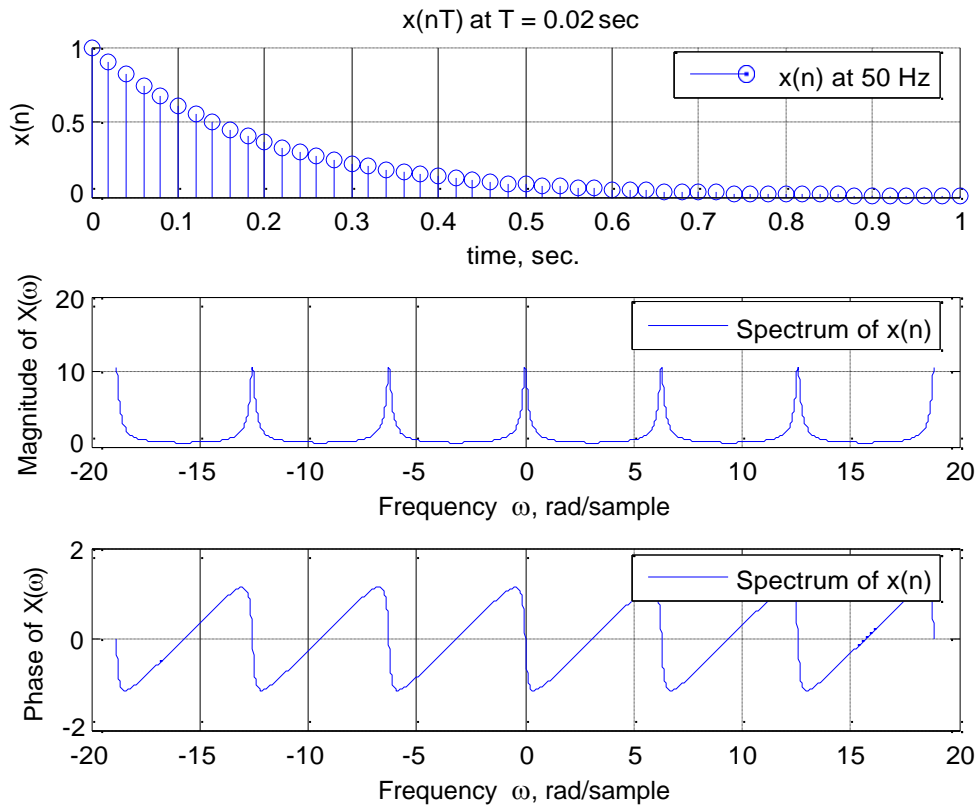 x(nT) at T = 0.02 sec
1
0.5
0
x(n)
x(n) at 50 Hz
0 0.1 0.2 0.3 0.4 0.5 0.6 0.7 0.8 0.9 1
time, sec.
20
10
0
Magnitude of X(ω)
Spectrum of x(n)
-20 -15 -10 -5 0 5 10 15 20
Frequency ω, rad/sample
2
0
-2
Phase of X(ω)
Spectrum of x(n)
-20 -15 -10 -5 0 5 10 15 20
Frequency ω, rad/sample